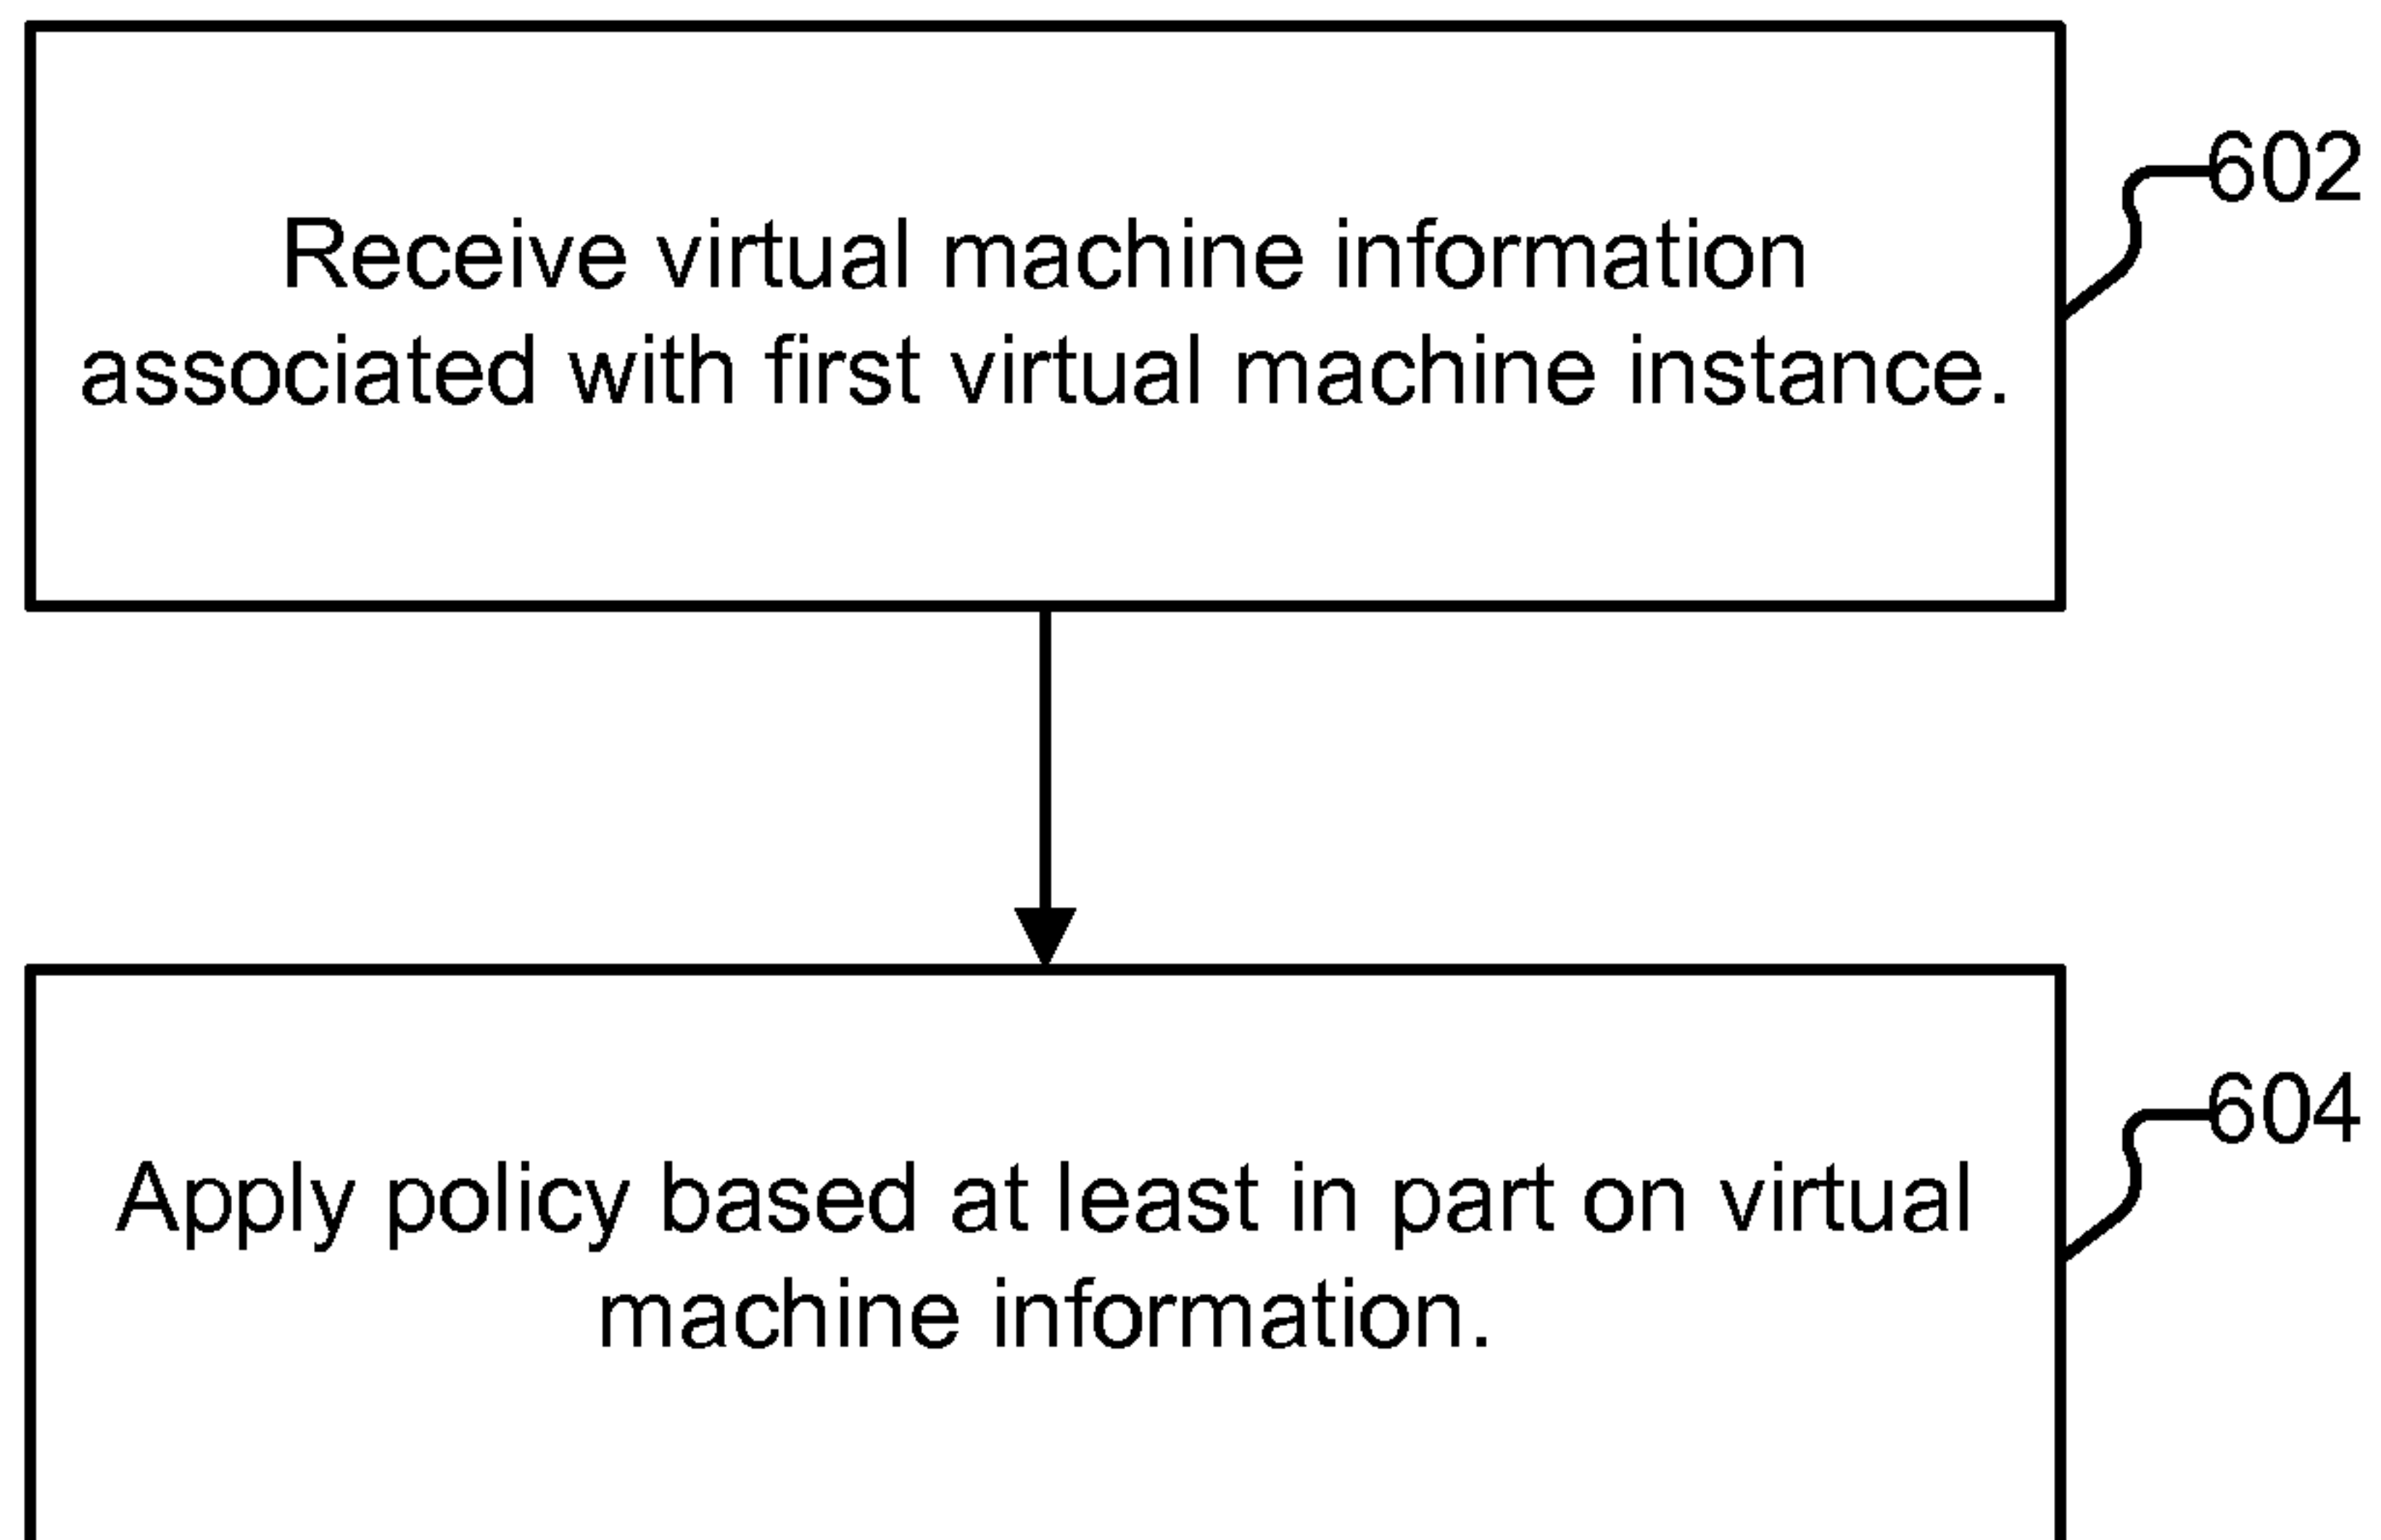 602
Receive virtual machine information
associated with first virtual machine instance.
604
Apply policy based at least in part on virtual
machine information.